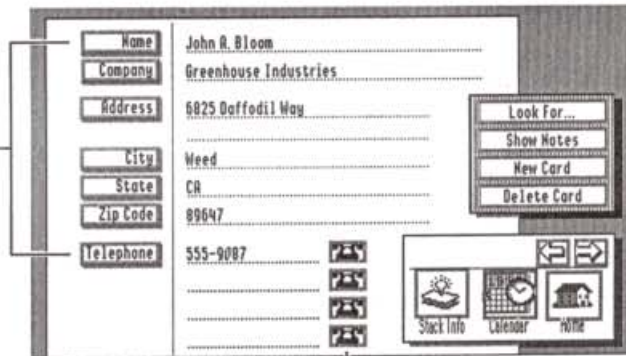 Name John A. Bloom
Company Greenhouse Industries
Address 6825 Daffodil Way
City Weed
State CA
Zip Code 89647
Telephone 555-9087
Look For...
Show Notes
New Card
Delete Card
Stack Info Calendar Home